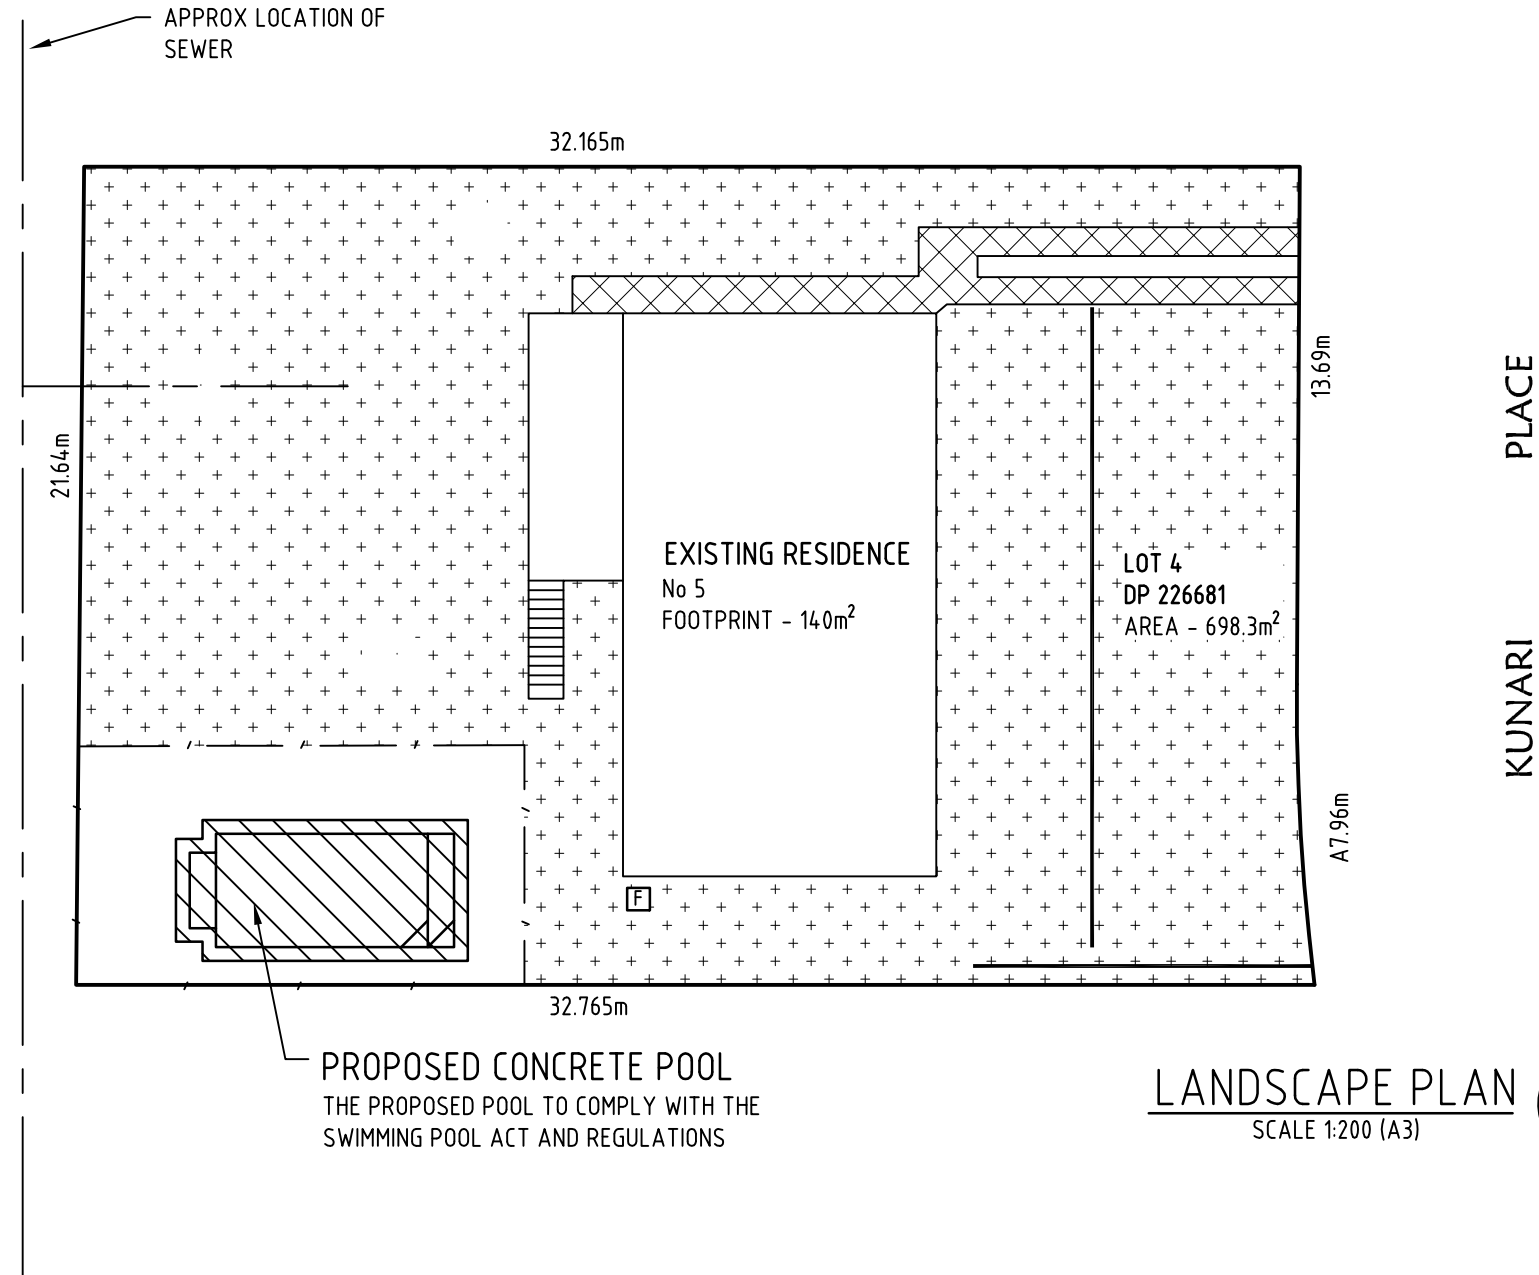 APPROX LOCATION OF
SEWER
32.165m
13.69m
PLACE
21.64m
EXISTING RESIDENCE
No 5
FOOTPRINT - 140m²
LOT 4
DP 226681
AREA - 698.3m²
KUNARI
A7.96m
F
32.765m
PROPOSED CONCRETE POOL
THE PROPOSED POOL TO COMPLY WITH THE
SWIMMING POOL ACT AND REGULATIONS
LANDSCAPE PLAN (
SCALE 1:200 (A3)